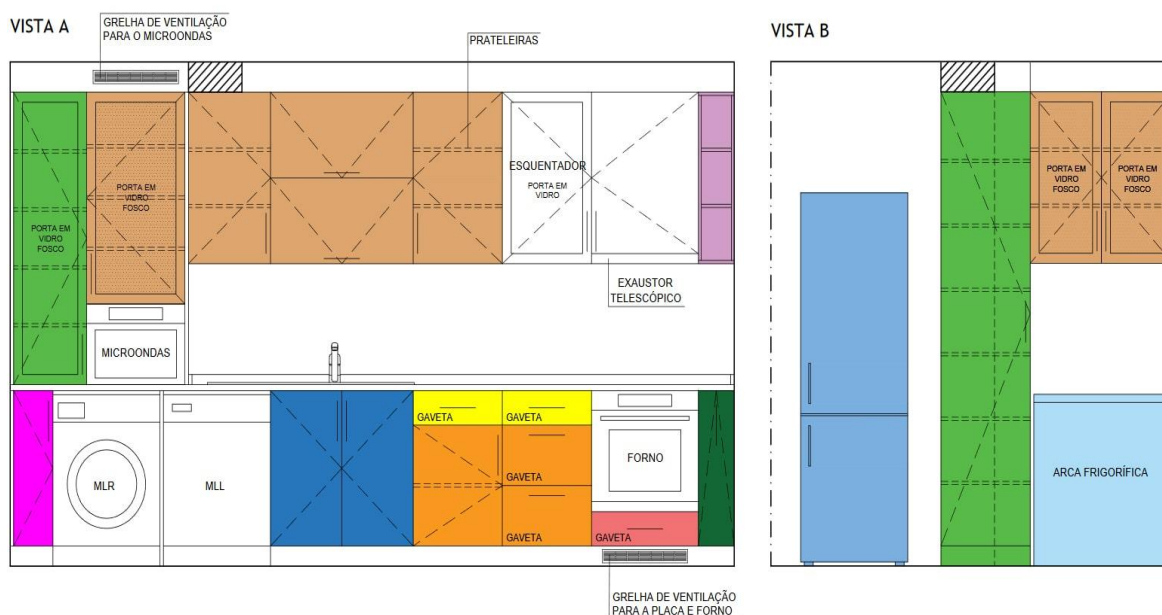 VISTA A
GRELHA DE VENTILAÇÃO
PARA O MICROONDAS
PRATELEIRAS
VISTA B
PORTA EM
VIDRO
FOSCO
PORTA EM
VIDRO
FOSCO
ESQUENTADOR
PORTA EM
VIDRO
PORTA EM
VIDRO
FOSCO
PORTA EM
VIDRO
FOSCO
EXAUSTOR
TELESCÓPICO
MICROONDAS
GAVETA
GAVETA
MLR
MLL
GAVETA
FORNO
ARCA FRIGORÍFICA
GAVETA
GAVETA
GRELHA DE VENTILAÇÃO
PARA A PLACA E FORNO